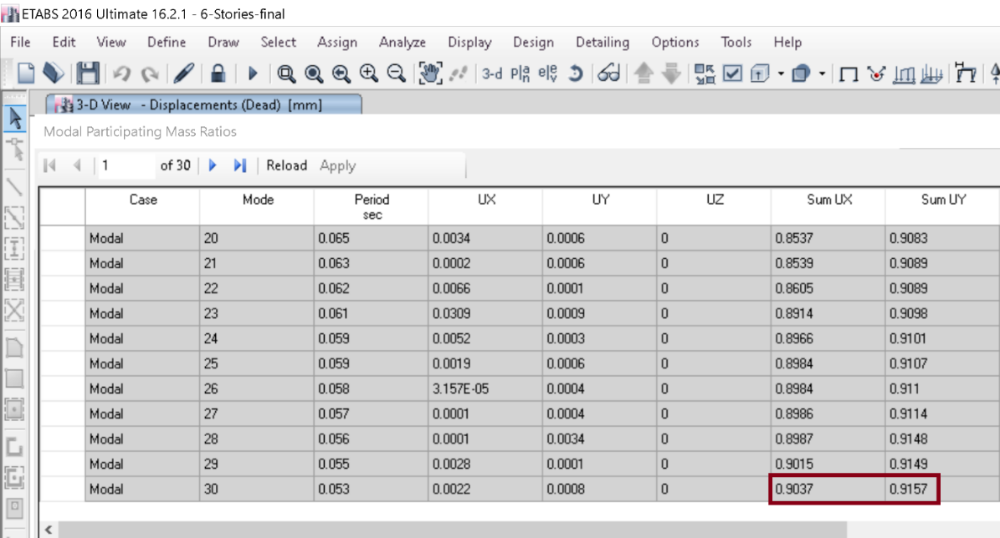 ETABS 2016 Ultimate 16.2.1 - 6-Stories-final
File Edit View Define Draw Select Assign Analyze Display Design Detailing Options Tools Help
3-d
3-D View - Displacements (Dead) [mm]
Modal Participating Mass Ratios
1 of 30 Reload Apply
Case Mode Period UX UY UZ Sum UX Sum UY
sec
Modal 20 0.065 0.0034 0.0006 0 0.8537 0.9083
Modal 21 0.063 0.0002 0.0006 0 0.8539 0.9089
Modal 22 0.062 0.0066 0.0001 0 0.8605 0.9089
Modal 23 0.061 0.0309 0.0009 0 0.8914 0.9098
Modal 24 0.059 0.0052 0.0003 0 0.8966 0.9101
Modal 25 0.059 0.0019 0.0006 0 0.8984 0.9107
Modal 26 0.058 3.157E-05 0.0004 0 0.8984 0.911
Modal 27 0.057 0.0001 0.0004 0 0.8986 0.9114
Modal 28 0.056 0.0001 0.0034 0 0.8987 0.9148
Modal 29 0.055 0.0028 0.0001 0 0.9015 0.9149
Modal 30 0.053 0.0022 0.0008 0 0.9037 0.9157